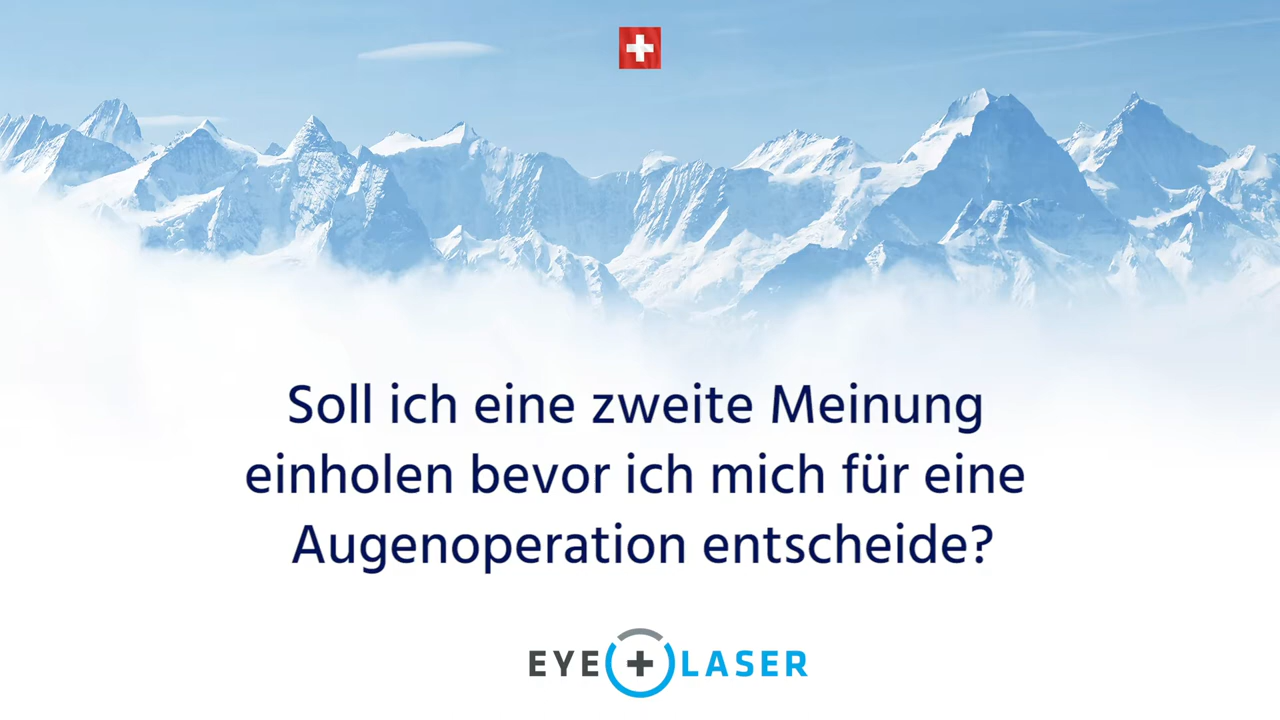 Soll ich eine zweite Meinung
einholen bevor ich mich für eine
Augenoperation entscheide?
EYE LASER